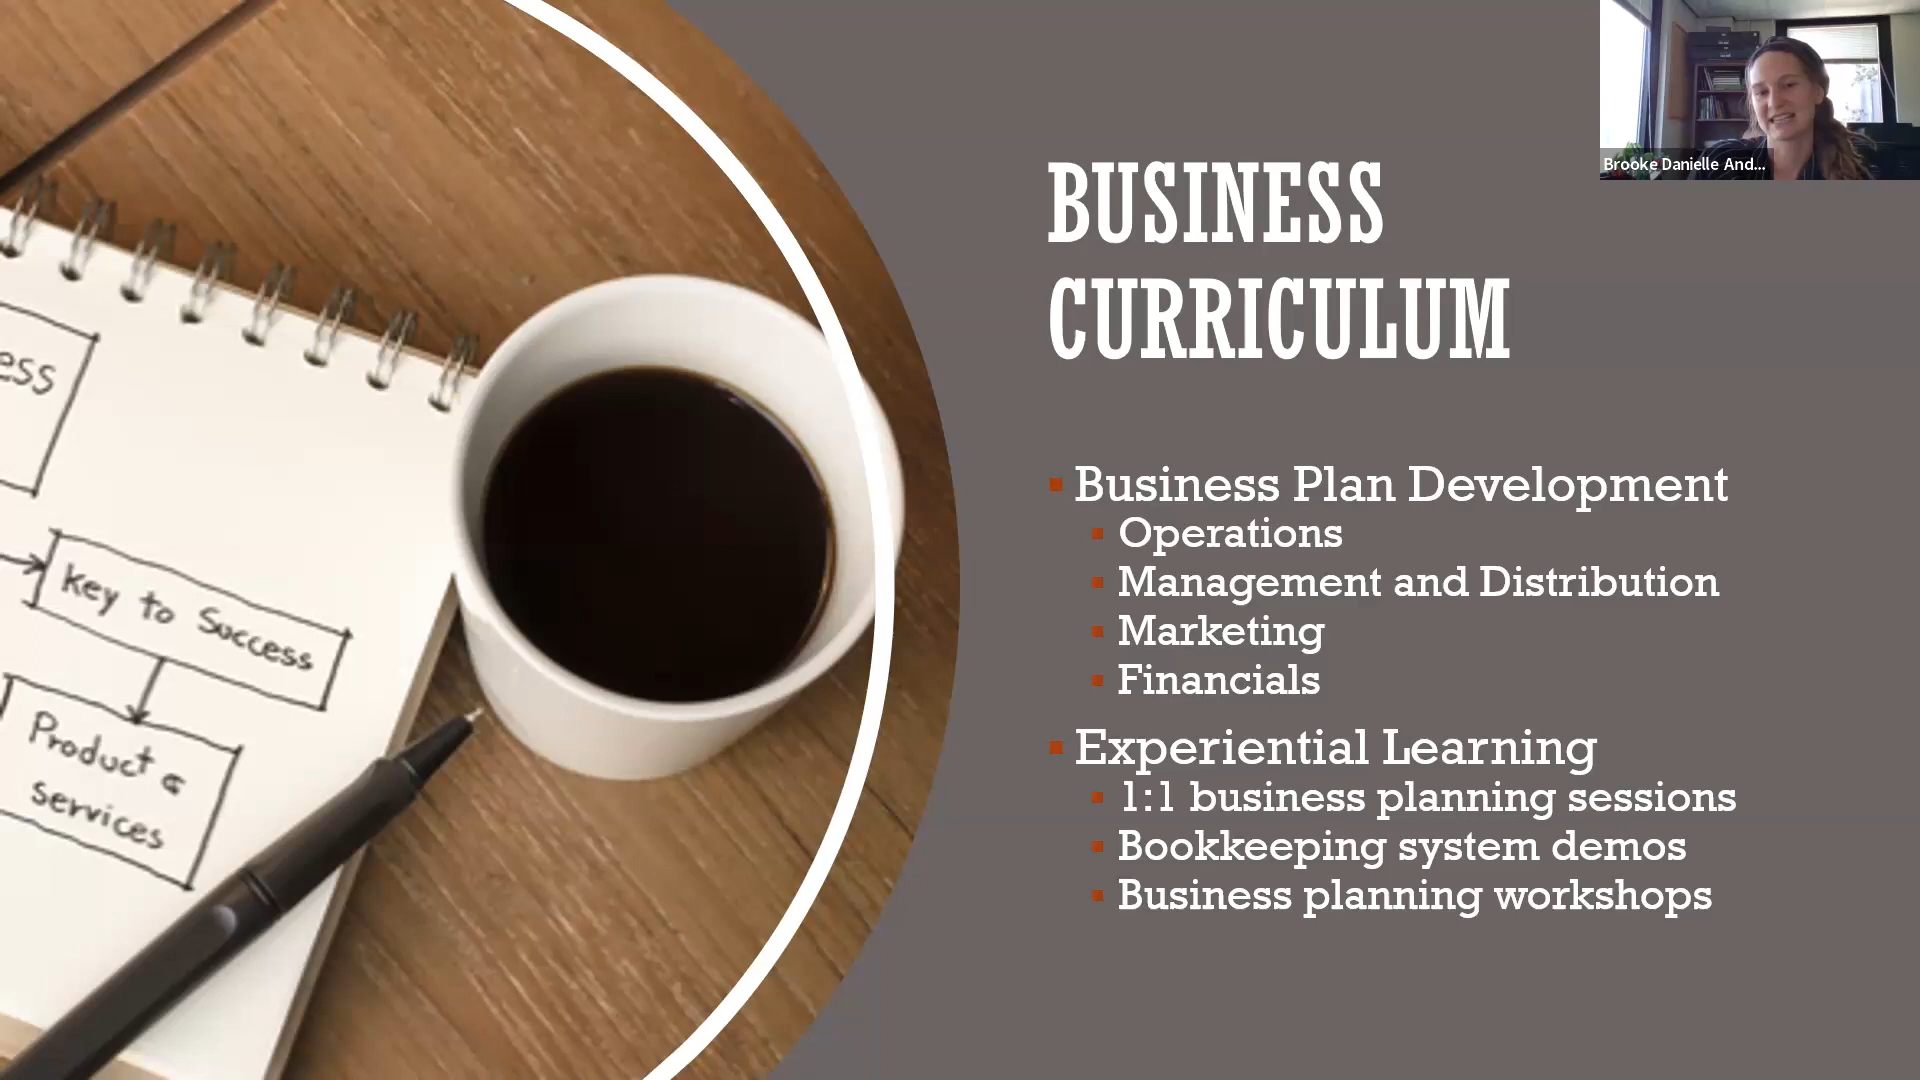 Brooke Danielle And...
BUSINESS
CURRICULUM
Business Plan Development
Operations
Management and Distribution
Marketing
Financials
Experiential Learning
1:1 business planning sessions
Bookkeeping system demos
Business planning workshops
ess
key to Success
Product &
services